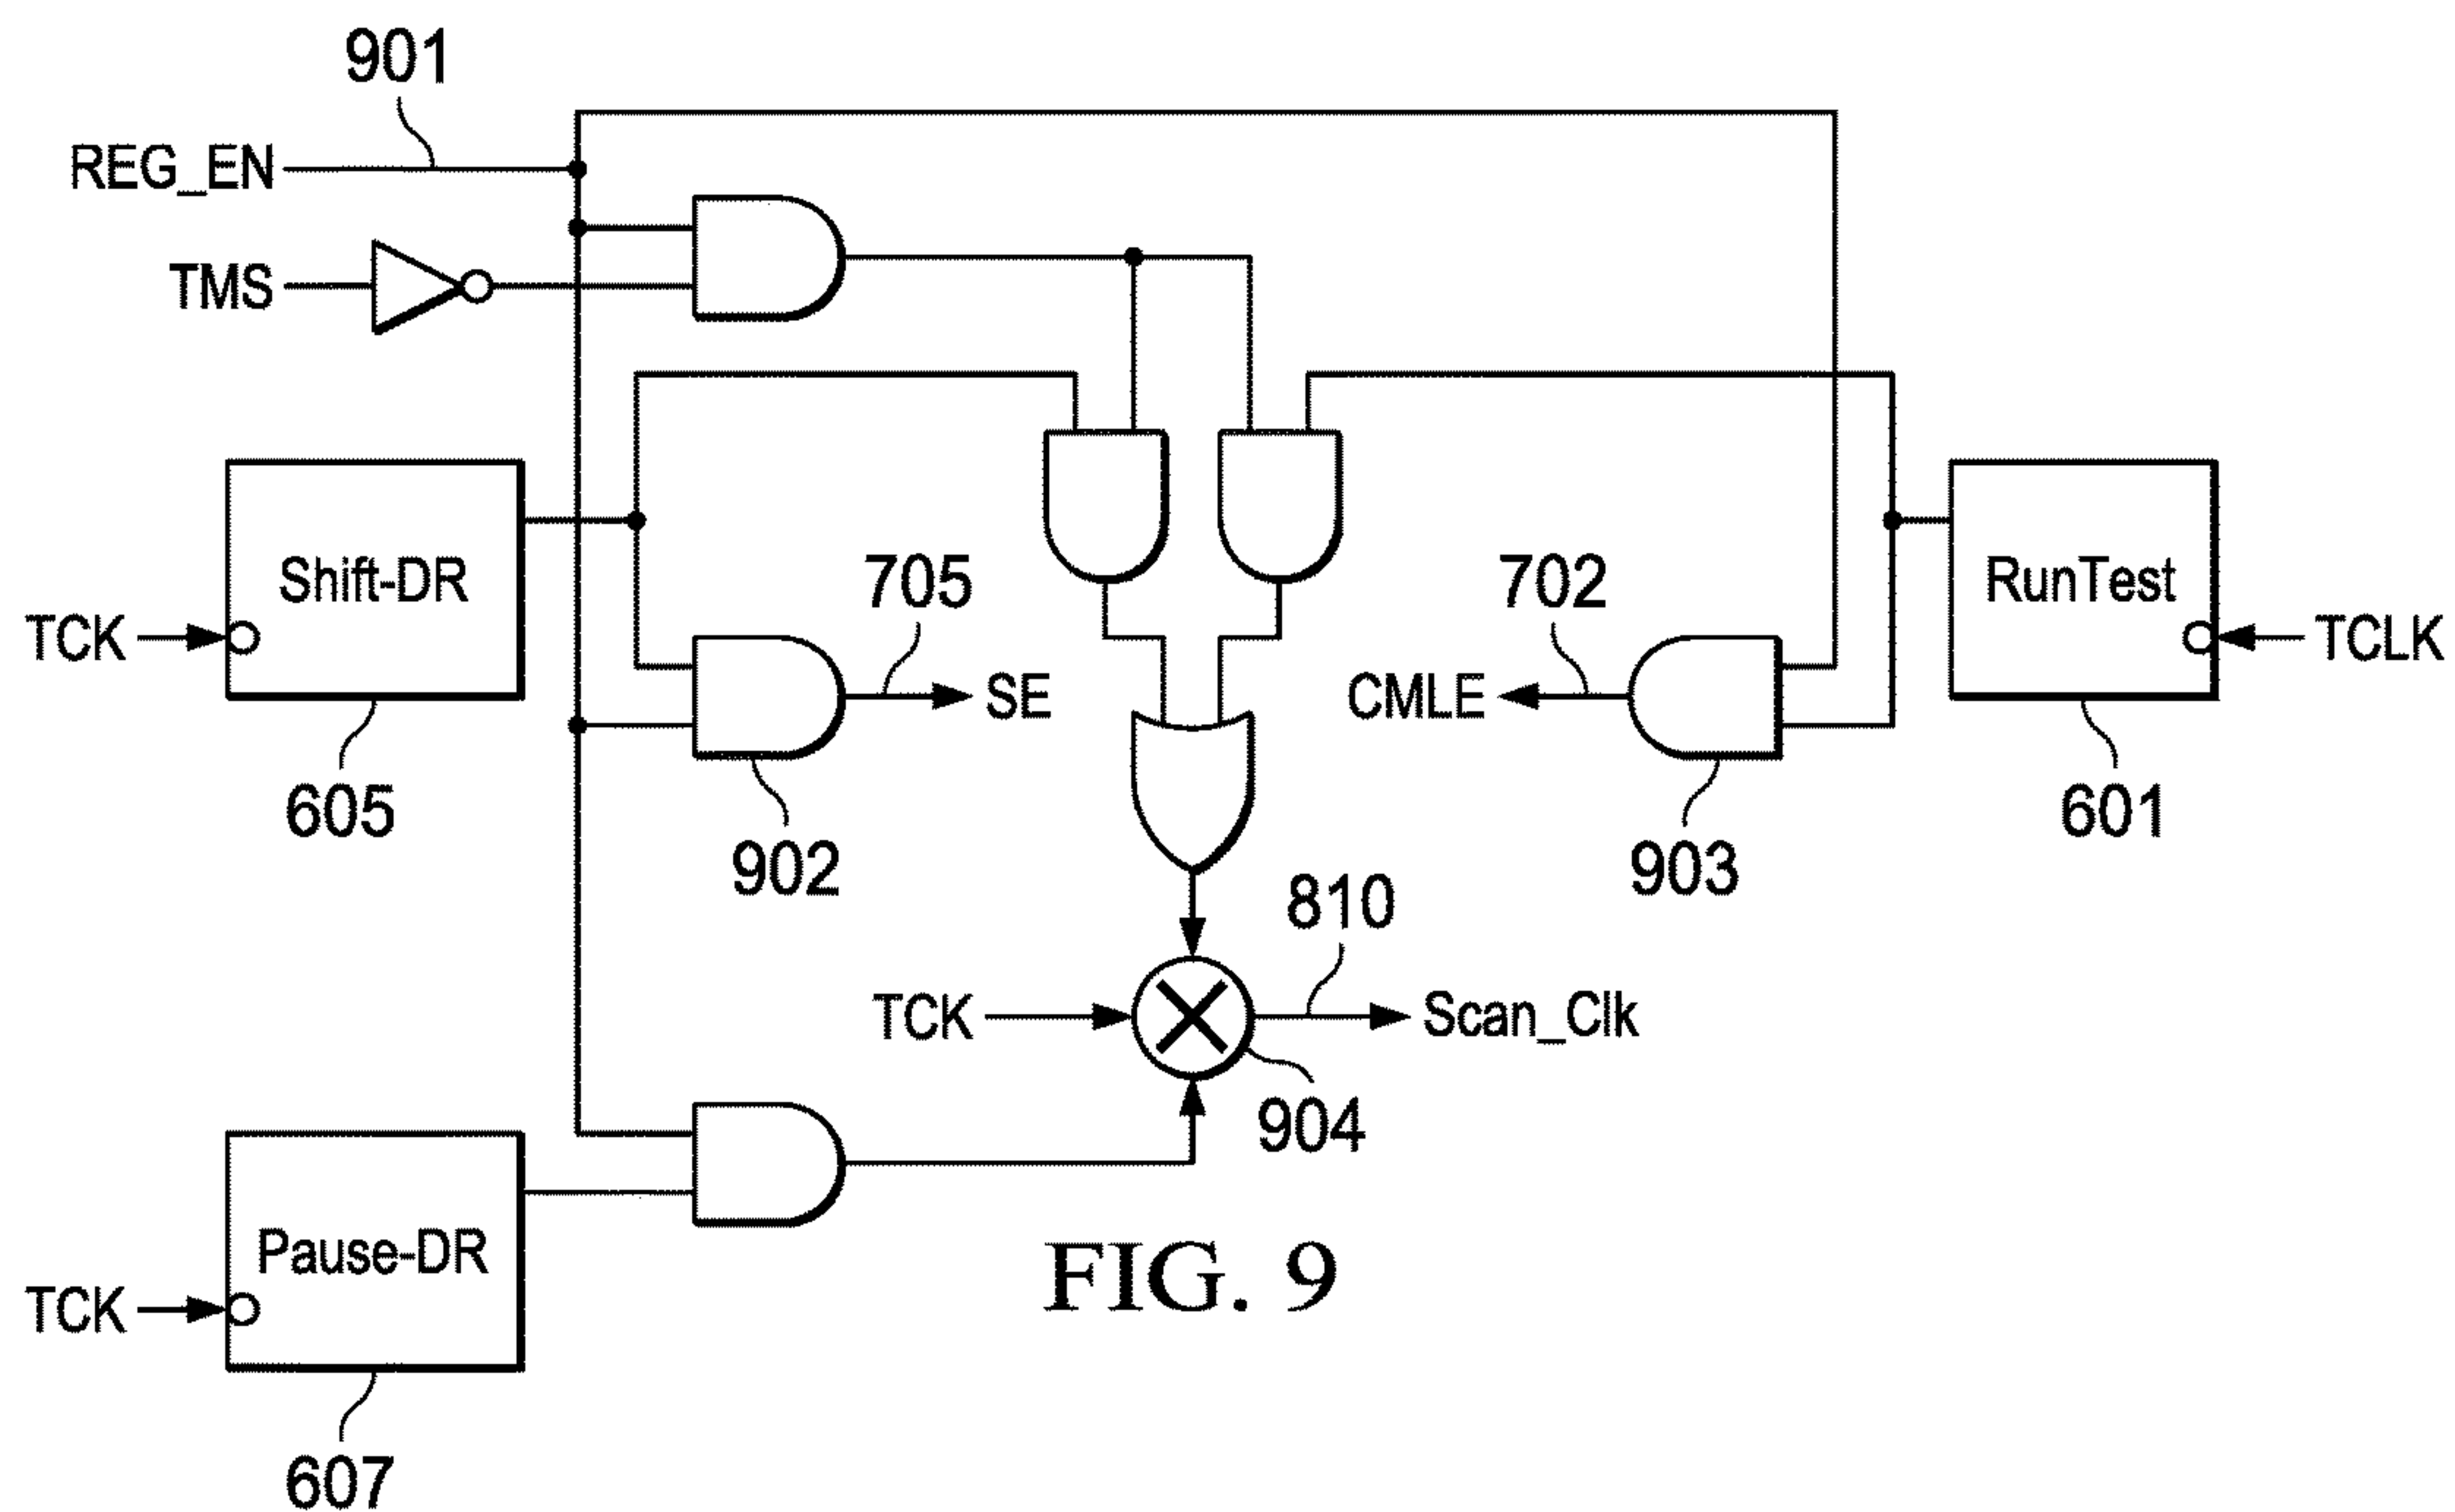 901
REG_EN
TMS
Shift-DR
705
702
RunTest
TCK
SE
CMLE
TCLK
605
902
903
601
810
TCK
Scan_Clk
904
Pause-DR
TCK
FIG. 9
607